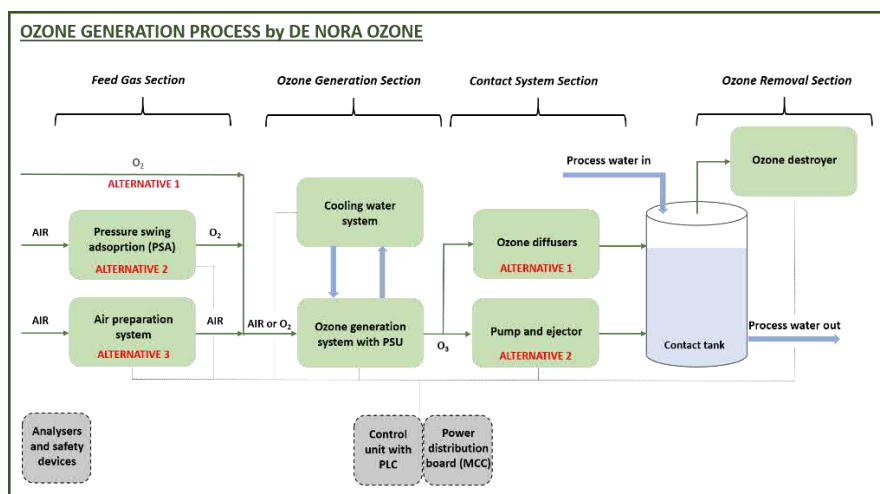 OZONE GENERATION PROCESS by DE NORA OZONE
Feed Gas Section
Ozone Generation Section
Contact System Section
Ozone Removal Section
O₂
ALTERNATIVE 1
AIR
Pressure swing
adsoprtion (PSA)
ALTERNATIVE 2
O₂
AIR
Air preparation
system
ALTERNATIVE 3
AIR
AIR or O₂
Cooling water
system
Ozone generation
system with PSU
O₃
Process water in
Ozone diffusers
ALTERNATIVE 1
Pump and ejector
ALTERNATIVE 2
Ozone destroyer
Contact tank
Process water out
Analysers
and safety
devices
Control
unit with
PLC
Power
distribution
board (MCC)